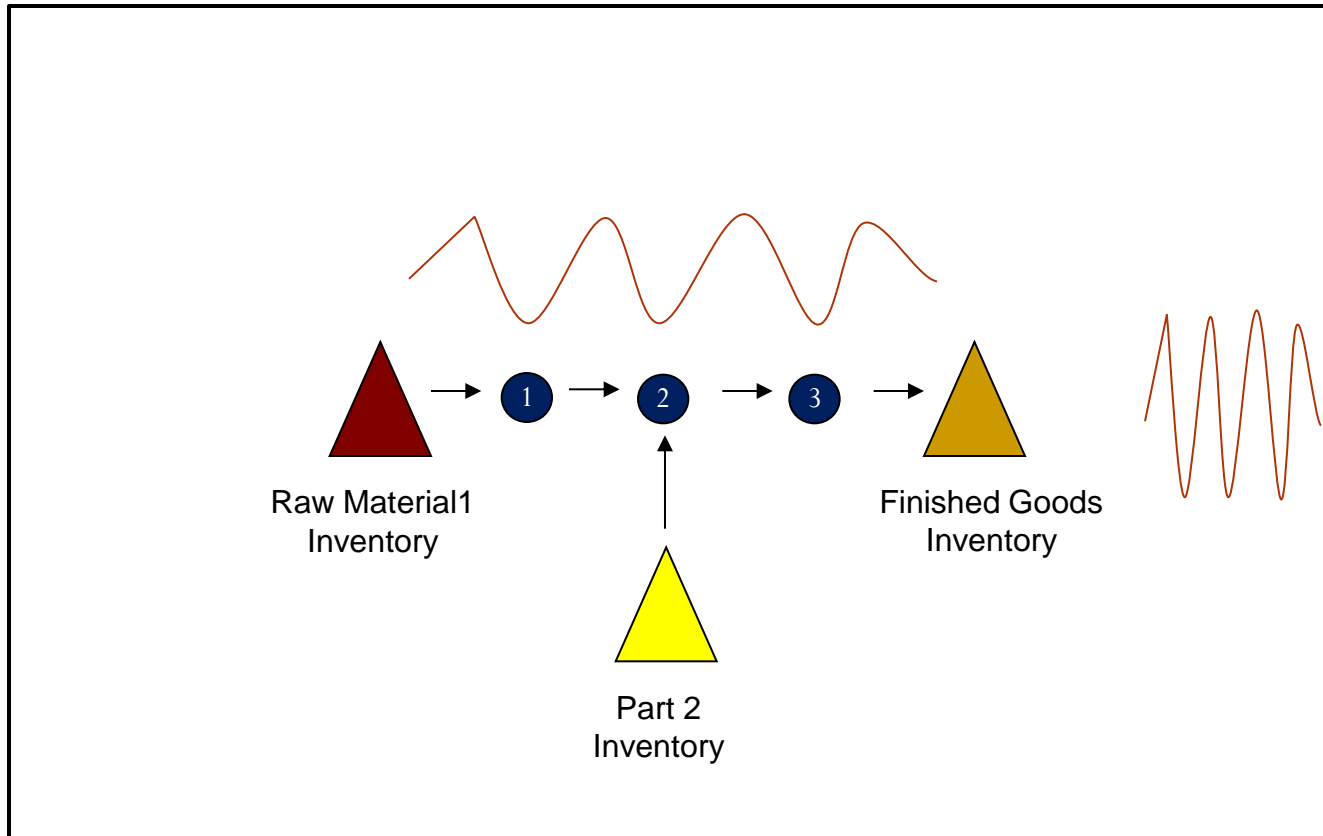 1
2
3
Raw Material1
Inventory
Finished Goods
Inventory
Part 2
Inventory